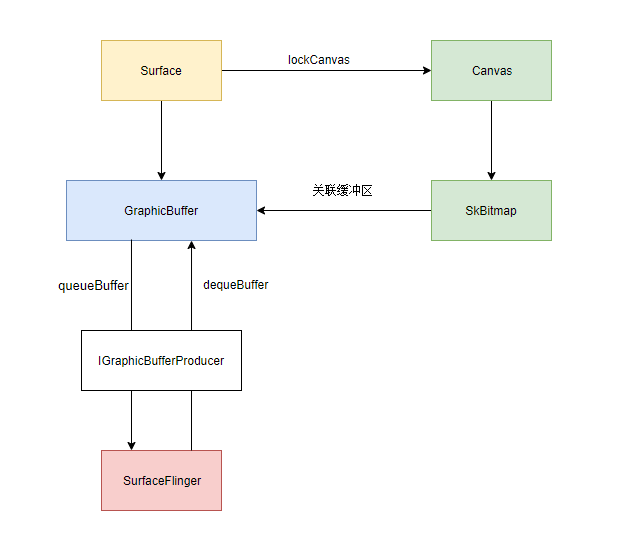 Surface
lockCanvas
Canvas
GraphicBuffer
关联缓冲区
SkBitmap
queueBuffer
dequeBuffer
IGraphicBufferProducer
SurfaceFlinger